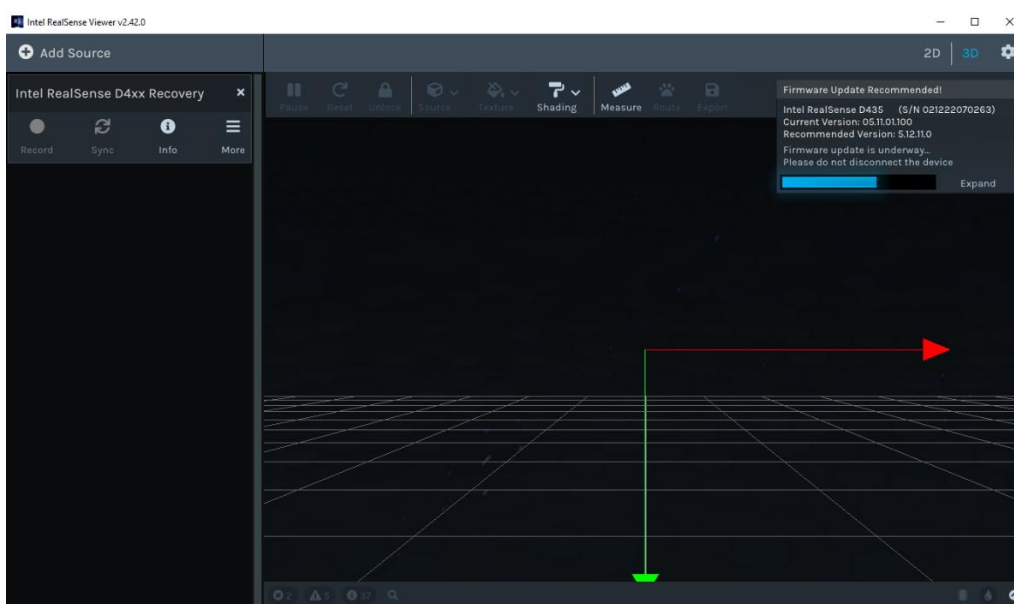 Intel RealSense Viewer v2.42.0
Add Source
2D 3D
Intel RealSense D4xx Recovery
Record Sync Info More
Pause Reset Unlock Source Texture Shading Measure Route Export
Firmware Update Recommended!
Intel RealSense D435 (S/N 021222070263)
Current Version: 05.11.01.100
Recommended Version: 5.12.11.0
Firmware update is underway...
Please do not disconnect the device
Expand
2 5 37